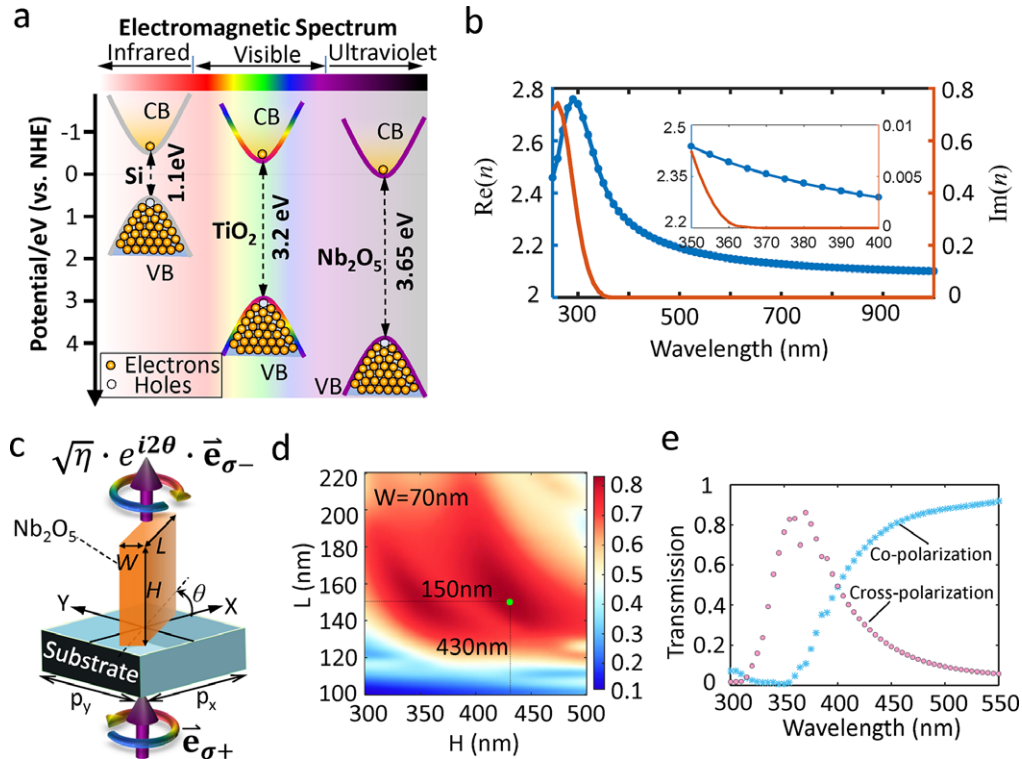 a
Electromagnetic Spectrum
Infrared Visible Ultraviolet
Potential/eV (vs. NHE)
-1
0
1
2
3
4
CB
Si
1.1eV
VB
CB
TiO2
3.2 eV
VB
CB
Nb2O5
3.65 eV
VB
Electrons
Holes
b
Re(n)
2.8
2.6
2.4
2.2
2
300 500 700 900
Wavelength (nm)
0.8
0.6
0.4
0.2
0
Im(n)
2.5
2.35
2.2
350 360 370 380 390 400
0.01
0.005
0
c
√η · e^{i2θ} · e⃗σ−
Nb2O5
W
L
H
θ
Y
X
Substrate
py
px
e⃗σ+
d
L (nm)
220
200
180
160
140
120
100
W=70nm
150nm
430nm
300 350 400 450 500
H (nm)
0.8
0.7
0.6
0.5
0.4
0.3
0.2
0.1
e
Transmission
1
0.8
0.6
0.4
0.2
0
Co-polarization
Cross-polarization
300 350 400 450 500 550
Wavelength (nm)